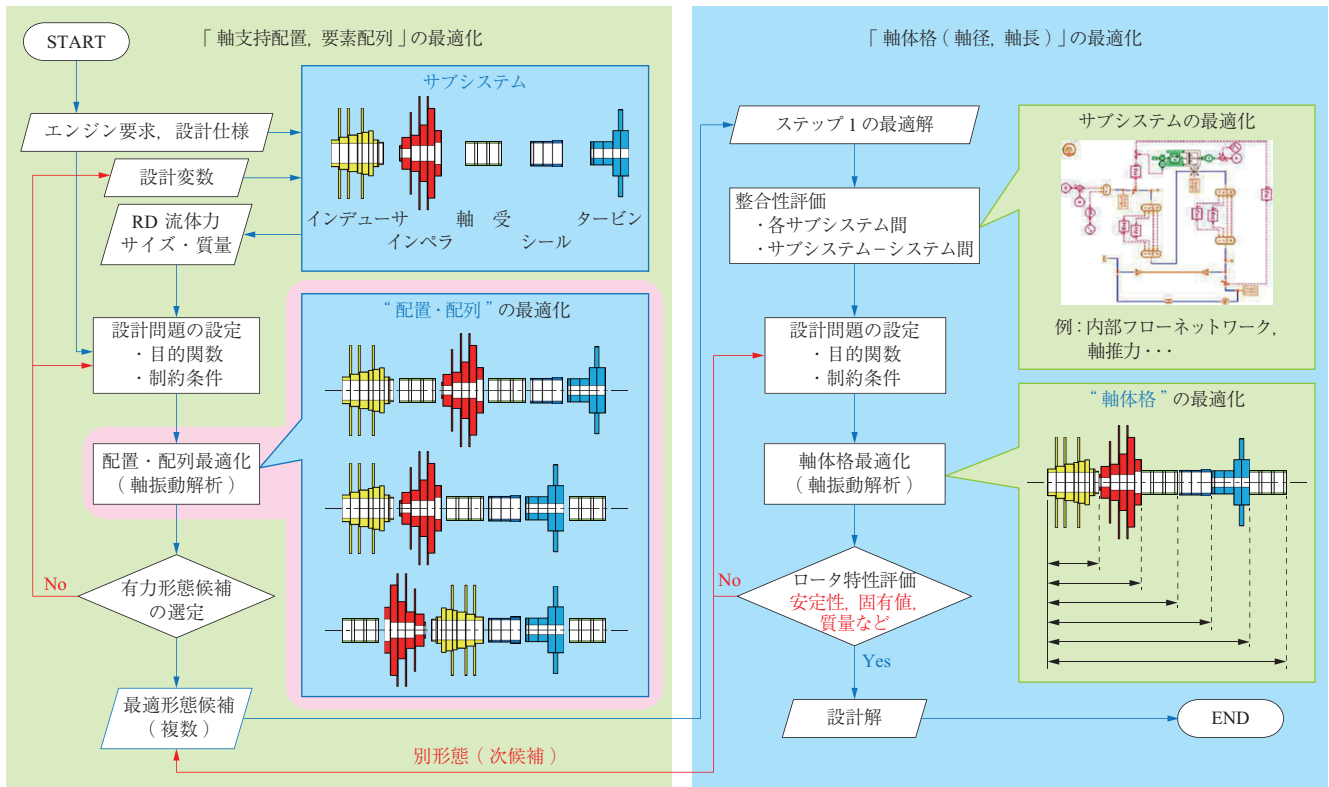 「 軸支持配置, 要素配列 」の最適化
START
エンジン要求, 設計仕様
設計変数
RD 流体力
サイズ・質量
サブシステム
インデューサ
インペラ
軸 受
シール
タービン
設計問題の設定
・目的関数
・制約条件
“ 配置・配列 ” の最適化
配置・配列最適化
( 軸振動解析 )
No
有力形態候補
の選定
最適形態候補
( 複数 )
別形態 ( 次候補 )
「 軸体格 ( 軸径, 軸長 ) 」の最適化
ステップ 1 の最適解
整合性評価
・各サブシステム間
・サブシステム−システム間
サブシステムの最適化
例 : 内部フローネットワーク,
軸推力・・・
設計問題の設定
・目的関数
・制約条件
“ 軸体格 ” の最適化
軸体格最適化
( 軸振動解析 )
No
ロータ特性評価
安定性, 固有値,
質量など
Yes
設計解
END